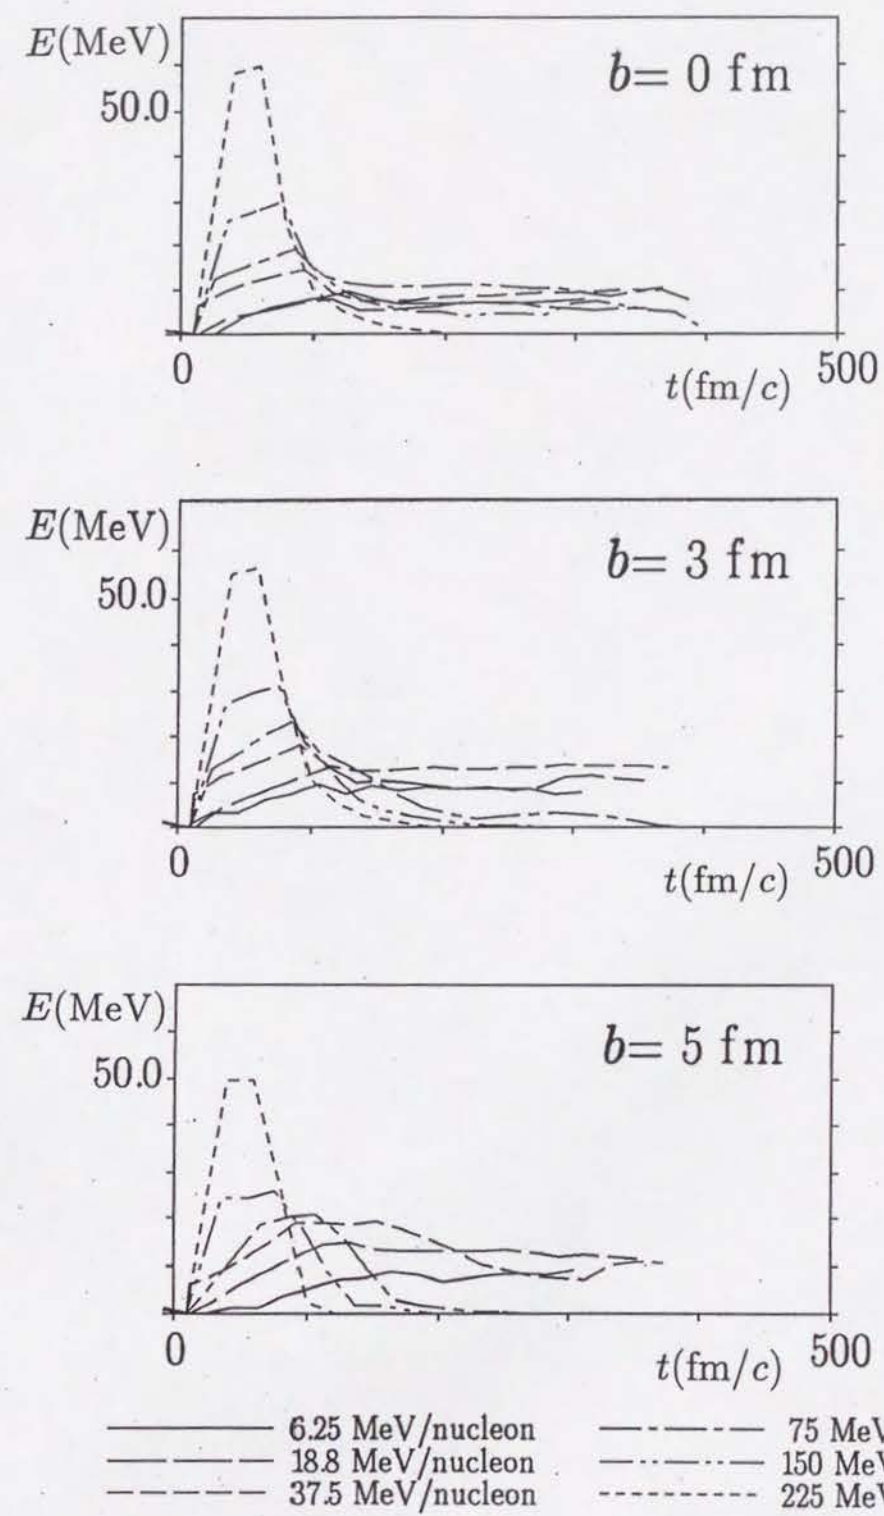 E(MeV)
b= 0 fm
50.0
0
t(fm/c)
500
E(MeV)
b= 3 fm
50.0
0
t(fm/c)
500
E(MeV)
b= 5 fm
50.0
0
t(fm/c)
500
6.25 MeV/nucleon 75 MeV
18.8 MeV/nucleon 150 MeV
37.5 MeV/nucleon 225 MeV